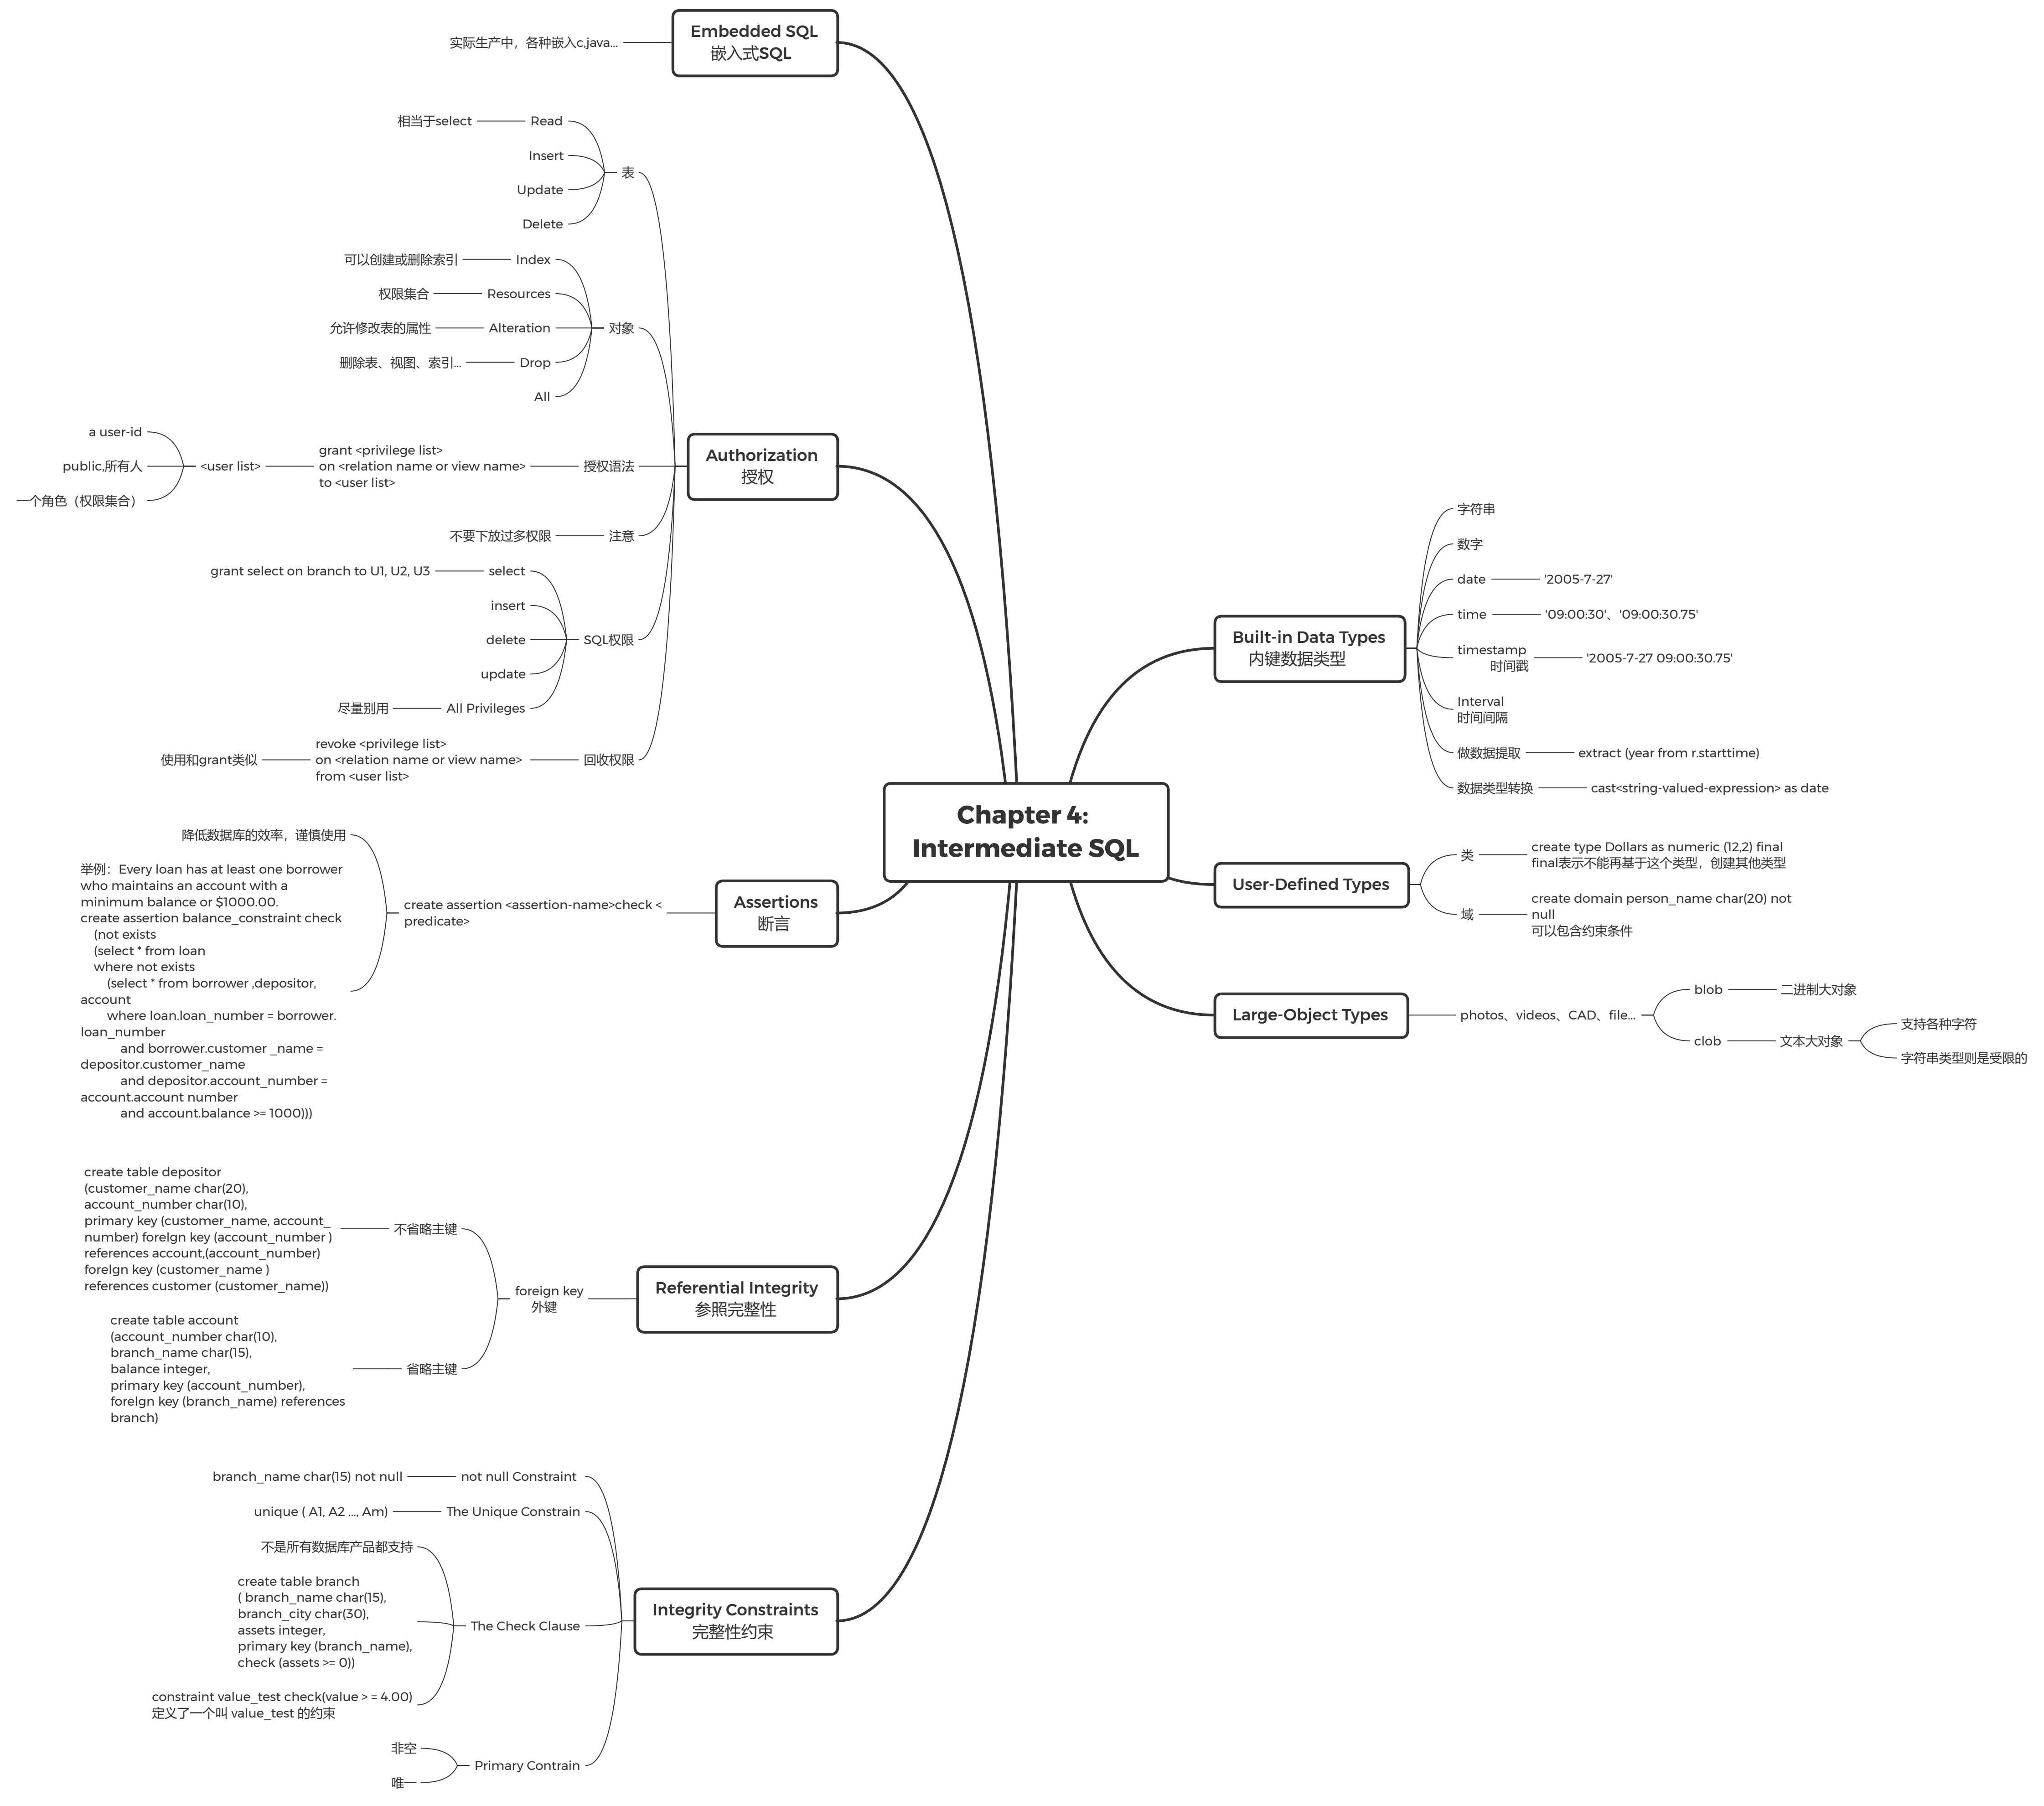 Chapter 4:
Intermediate SQL
Built-in Data Types
内键数据类型
字符串
数字
date
'2005-7-27'
time
'09:00:30'、'09:00:30.75'
timestamp
时间戳
'2005-7-27 09:00:30.75'
Interval
时间间隔
做数据提取
extract (year from r.starttime)
数据类型转换
cast<string-valued-expression> as date
User-Defined Types
类
create type Dollars as numeric (12,2) final
final表示不能再基于这个类型，创建其他类型
域
create domain person_name char(20) not
null
可以包含约束条件
Large-Object Types
photos、videos、CAD、file...
blob
二进制大对象
clob
文本大对象
支持各种字符
字符串类型则是受限的
Embedded SQL
嵌入式SQL
实际生产中，各种嵌入c,java...
Authorization
授权
表
Read
相当于select
Insert
Update
Delete
对象
Index
可以创建或删除索引
Resources
权限集合
Alteration
允许修改表的属性
Drop
删除表、视图、索引...
All
授权语法
grant <privilege list>
on <relation name or view name>
to <user list>
<user list>
a user-id
public,所有人
一个角色（权限集合）
注意
不要下放过多权限
SQL权限
select
grant select on branch to U1, U2, U3
insert
delete
update
All Privileges
尽量别用
回收权限
revoke <privilege list>
on <relation name or view name>
from <user list>
使用和grant类似
Assertions
断言
create assertion <assertion-name>check <
predicate>
降低数据库的效率，谨慎使用
举例：Every loan has at least one borrower
who maintains an account with a
minimum balance or $1000.00.
create assertion balance_constraint check
(not exists
(select * from loan
where not exists
(select * from borrower ,depositor,
account
where loan.loan_number = borrower.
loan_number
and borrower.customer _name =
depositor.customer_name
and depositor.account_number =
account.account number
and account.balance >= 1000)))
Referential Integrity
参照完整性
foreign key
外键
不省略主键
create table depositor
(customer_name char(20),
account_number char(10),
primary key (customer_name, account_
number) forelgn key (account_number )
references account,(account_number)
forelgn key (customer_name )
references customer (customer_name))
省略主键
create table account
(account_number char(10),
branch_name char(15),
balance integer,
primary key (account_number),
forelgn key (branch_name) references
branch)
Integrity Constraints
完整性约束
not null Constraint
branch_name char(15) not null
The Unique Constrain
unique ( A1, A2 ..., Am)
The Check Clause
不是所有数据库产品都支持
create table branch
( branch_name char(15),
branch_city char(30),
assets integer,
primary key (branch_name),
check (assets >= 0))
constraint value_test check(value > = 4.00)
定义了一个叫 value_test 的约束
Primary Contrain
非空
唯一